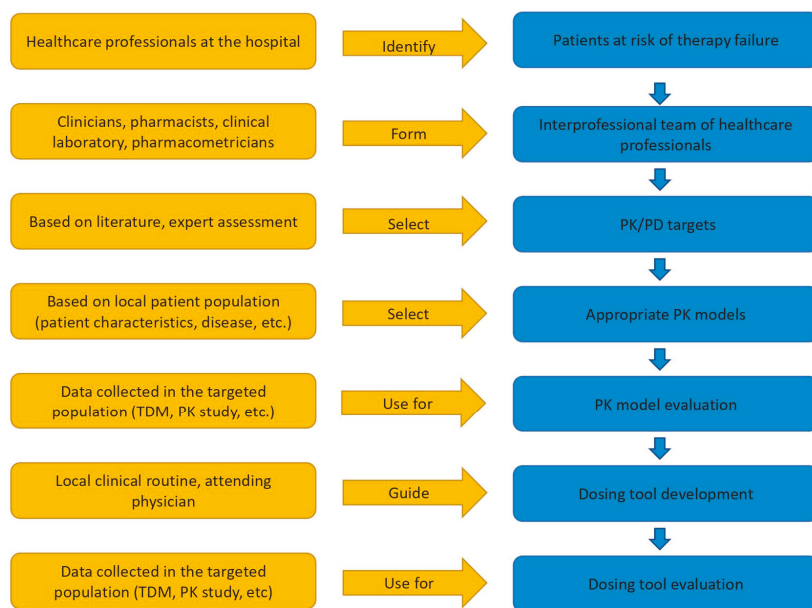 Healthcare professionals at the hospital
Identify
Patients at risk of therapy failure
Clinicians, pharmacists, clinical
laboratory, pharmacometricians
Form
Interprofessional team of healthcare
professionals
Based on literature, expert assessment
Select
PK/PD targets
Based on local patient population
(patient characteristics, disease, etc.)
Select
Appropriate PK models
Data collected in the targeted
population (TDM, PK study, etc.)
Use for
PK model evaluation
Local clinical routine, attending
physician
Guide
Dosing tool development
Data collected in the targeted
population (TDM, PK study, etc)
Use for
Dosing tool evaluation